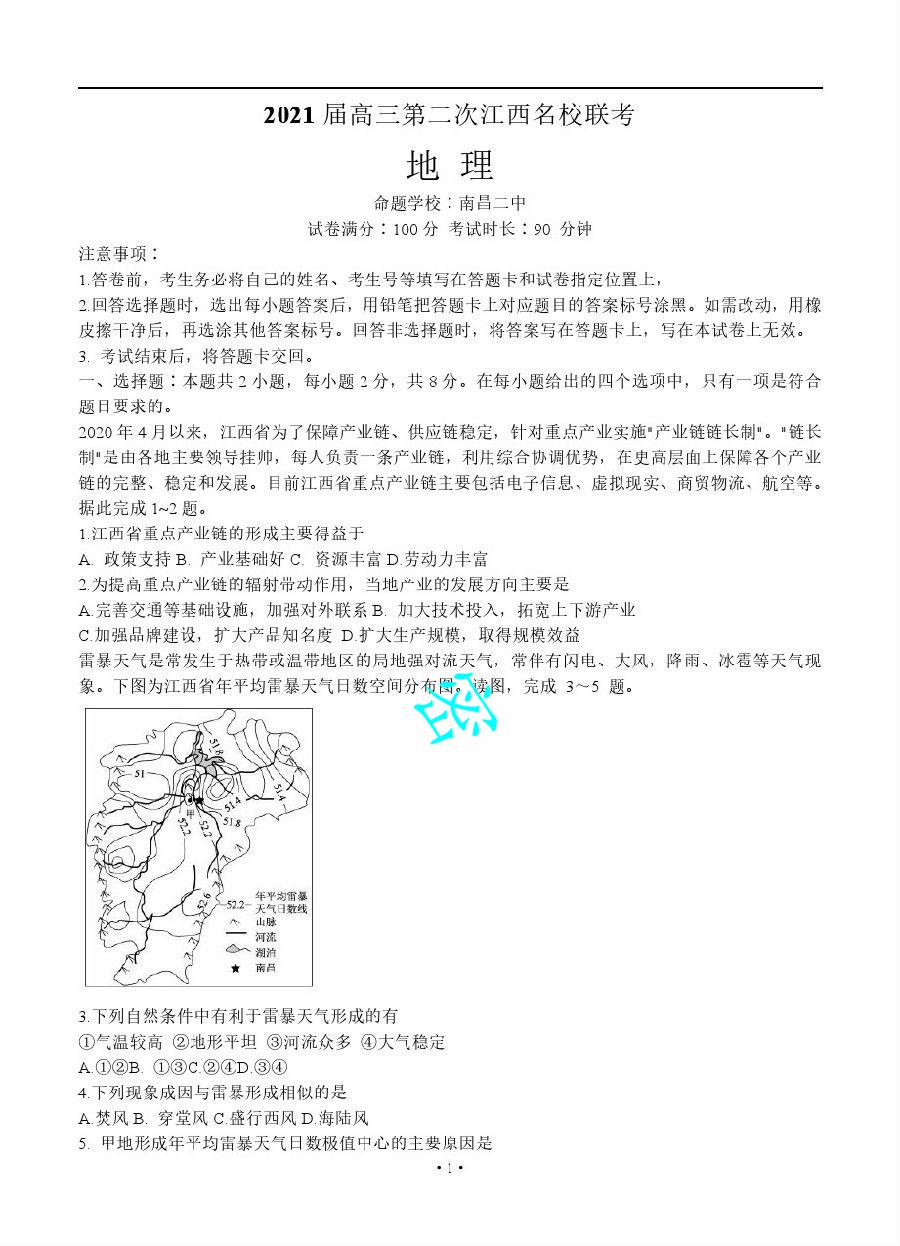 2021 届高三第二次江西名校联考
地 理
命题学校：南昌二中
试卷满分：100 分 考试时长：90 分钟
注意事项：
1.答卷前，考生务必将自己的姓名、考生号等填写在答题卡和试卷指定位置上，
2.回答选择题时，选出每小题答案后，用铅笔把答题卡上对应题目的答案标号涂黑。如需改动，用橡
皮擦干净后，再选涂其他答案标号。回答非选择题时，将答案写在答题卡上，写在本试卷上无效。
3. 考试结束后，将答题卡交回。
一、选择题：本题共 2 小题，每小题 2 分，共 8 分。在每小题给出的四个选项中，只有一项是符合
题目要求的。
2020 年 4 月以来，江西省为了保障产业链、供应链稳定，针对重点产业实施"产业链链长制"。"链长
制"是由各地主要领导挂帅，每人负责一条产业链，利用综合协调优势，在更高层面上保障各个产业
链的完整、稳定和发展。目前江西省重点产业链主要包括电子信息、虚拟现实、商贸物流、航空等。
据此完成 1~2 题。
1.江西省重点产业链的形成主要得益于
A. 政策支持 B. 产业基础好 C. 资源丰富 D.劳动力丰富
2.为提高重点产业链的辐射带动作用，当地产业的发展方向主要是
A.完善交通等基础设施，加强对外联系 B. 加大技术投入，拓宽上下游产业
C.加强品牌建设，扩大产品知名度 D.扩大生产规模，取得规模效益
雷暴天气是常发生于热带或温带地区的局地强对流天气，常伴有闪电、大风，降雨、冰雹等天气现
象。下图为江西省年平均雷暴天气日数空间分布图。读图，完成 3～5 题。
51.8
51
51.4
51.4
甲
52.2
52.2
51.8
52.6
52.2 年平均雷暴
天气日数线
山脉
河流
湖泊
南昌
3.下列自然条件中有利于雷暴天气形成的有
①气温较高 ②地形平坦 ③河流众多 ④大气稳定
A.①②B. ①③C.②④D.③④
4.下列现象成因与雷暴形成相似的是
A.焚风 B. 穿堂风 C.盛行西风 D.海陆风
5. 甲地形成年平均雷暴天气日数极值中心的主要原因是
• 1 •